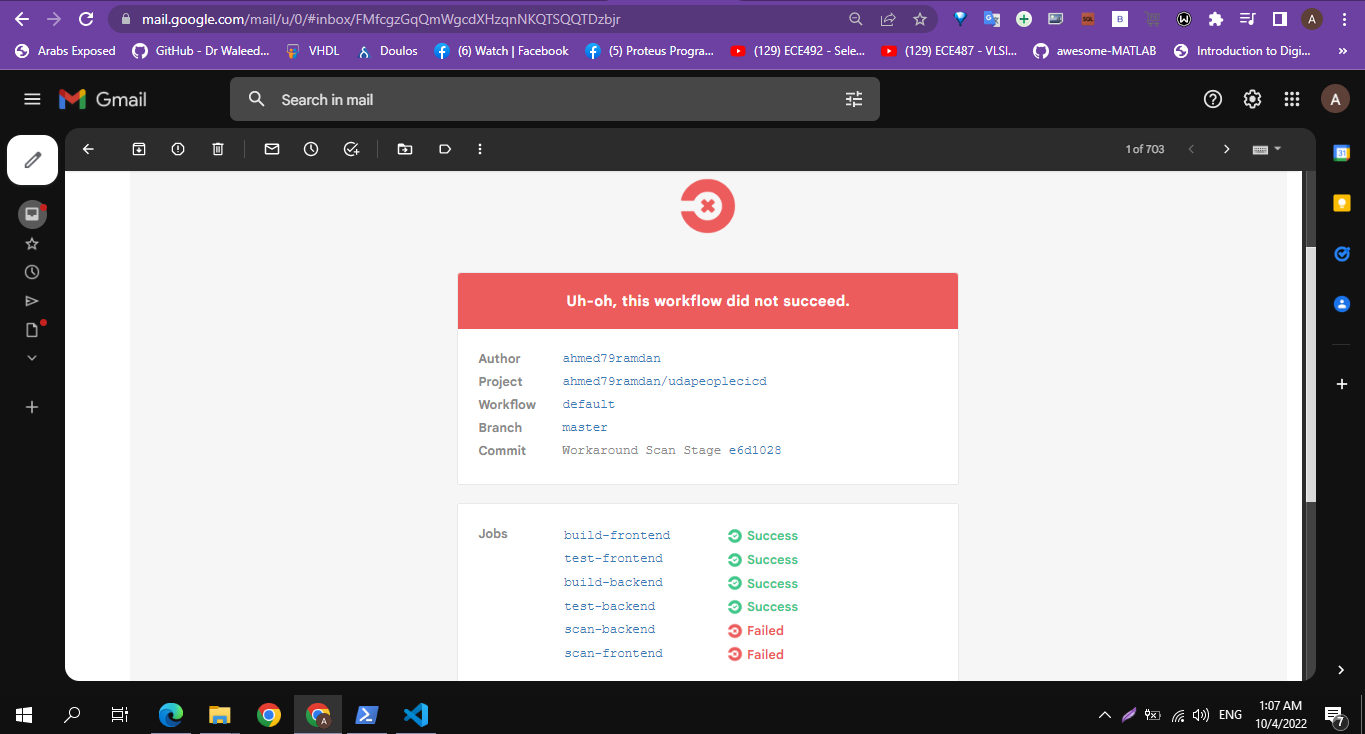 mail.google.com/mail/u/0/#inbox/FMfcgzGqQmWgcdXHzqnNKQTSQQTDzbjr
A
Arabs Exposed
GitHub - Dr Waleed...
VHDL
Doulos
(6) Watch | Facebook
(5) Proteus Progra...
(129) ECE492 - Sele...
(129) ECE487 - VLSI...
awesome-MATLAB
Introduction to Digi...
»
Gmail
Search in mail
A
1 of 703
31
Uh-oh, this workflow did not succeed.
Author ahmed79ramdan
Project ahmed79ramdan/udapeoplecicd
Workflow default
Branch master
Commit Workaround Scan Stage e6d1028
Jobs build-frontend Success
test-frontend Success
build-backend Success
test-backend Success
scan-backend Failed
scan-frontend Failed
ENG
1:07 AM
10/4/2022
7